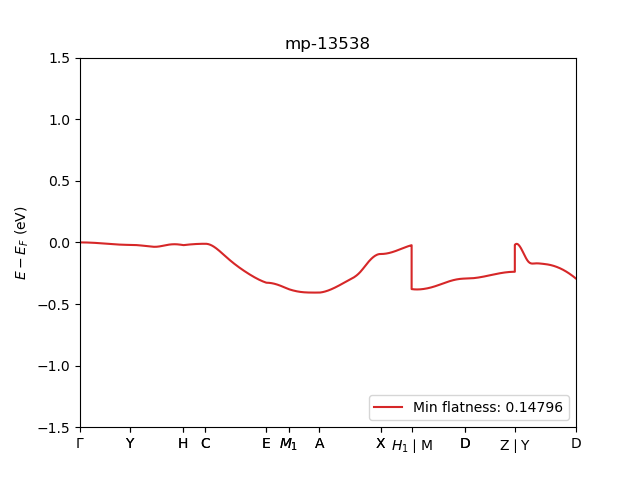 mp-13538
E − E_F (eV)
1.5
1.0
0.5
0.0
−0.5
−1.0
−1.5
Min flatness: 0.14796
Γ Y H C E M_1 A X H_1 | M D Z | Y D